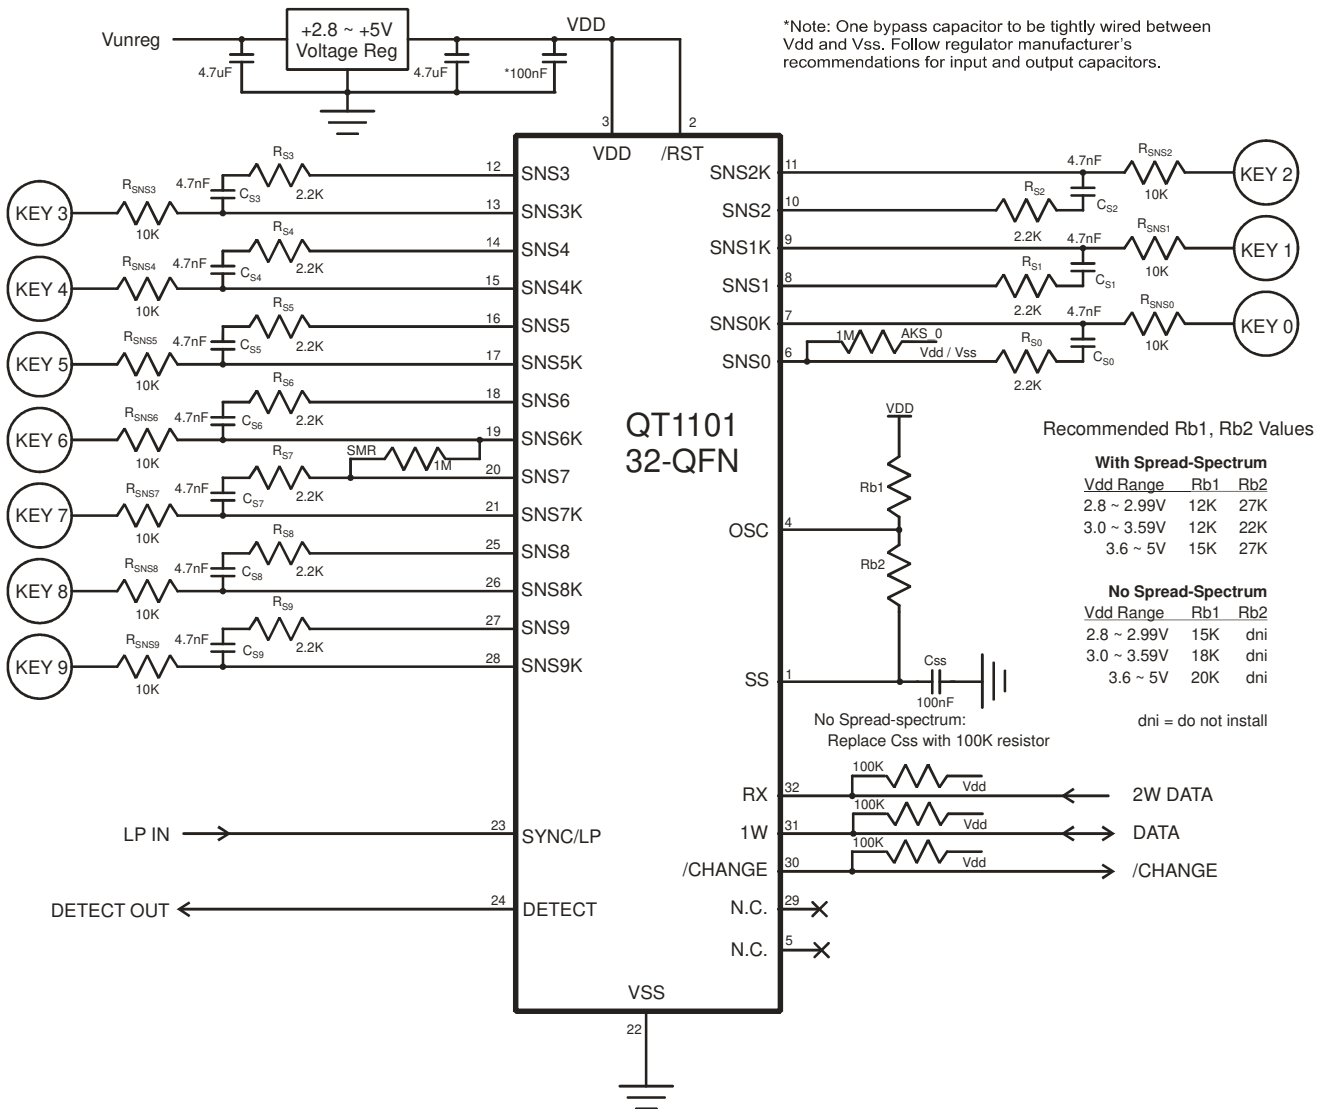 Vunreg
+2.8 ~ +5V
Voltage Reg
VDD
4.7uF
4.7uF
*100nF
*Note: One bypass capacitor to be tightly wired between
Vdd and Vss. Follow regulator manufacturer's
recommendations for input and output capacitors.
3
2
VDD
/RST
QT1101
32-QFN
KEY 3
RSNS3
10K
4.7nF
CS3
RS3
2.2K
12
SNS3
13
SNS3K
KEY 4
RSNS4
10K
4.7nF
CS4
RS4
2.2K
14
SNS4
15
SNS4K
KEY 5
RSNS5
10K
4.7nF
CS5
RS5
2.2K
16
SNS5
17
SNS5K
KEY 6
RSNS6
10K
4.7nF
CS6
RS6
2.2K
18
SNS6
19
SNS6K
SMR
1M
KEY 7
RSNS7
10K
4.7nF
CS7
RS7
2.2K
20
SNS7
21
SNS7K
KEY 8
RSNS8
10K
4.7nF
CS8
RS8
2.2K
25
SNS8
26
SNS8K
KEY 9
RSNS9
10K
4.7nF
CS9
RS9
2.2K
27
SNS9
28
SNS9K
LP IN
23
SYNC/LP
DETECT OUT
24
DETECT
VSS
22
SNS2K
11
4.7nF
RSNS2
10K
KEY 2
SNS2
10
RS2
2.2K
CS2
SNS1K
9
4.7nF
RSNS1
10K
KEY 1
SNS1
8
RS1
2.2K
CS1
SNS0K
7
4.7nF
RSNS0
10K
KEY 0
SNS0
6
1M
AKS_0
Vdd / Vss
RS0
2.2K
CS0
VDD
Rb1
OSC
4
Rb2
SS
1
Css
100nF
No Spread-spectrum:
Replace Css with 100K resistor
Recommended Rb1, Rb2 Values
With Spread-Spectrum
Vdd Range Rb1 Rb2
2.8 ~ 2.99V 12K 27K
3.0 ~ 3.59V 12K 22K
3.6 ~ 5V 15K 27K
No Spread-Spectrum
Vdd Range Rb1 Rb2
2.8 ~ 2.99V 15K dni
3.0 ~ 3.59V 18K dni
3.6 ~ 5V 20K dni
dni = do not install
RX
32
100K
Vdd
2W DATA
1W
31
100K
Vdd
DATA
/CHANGE
30
100K
Vdd
/CHANGE
N.C.
29
N.C.
5